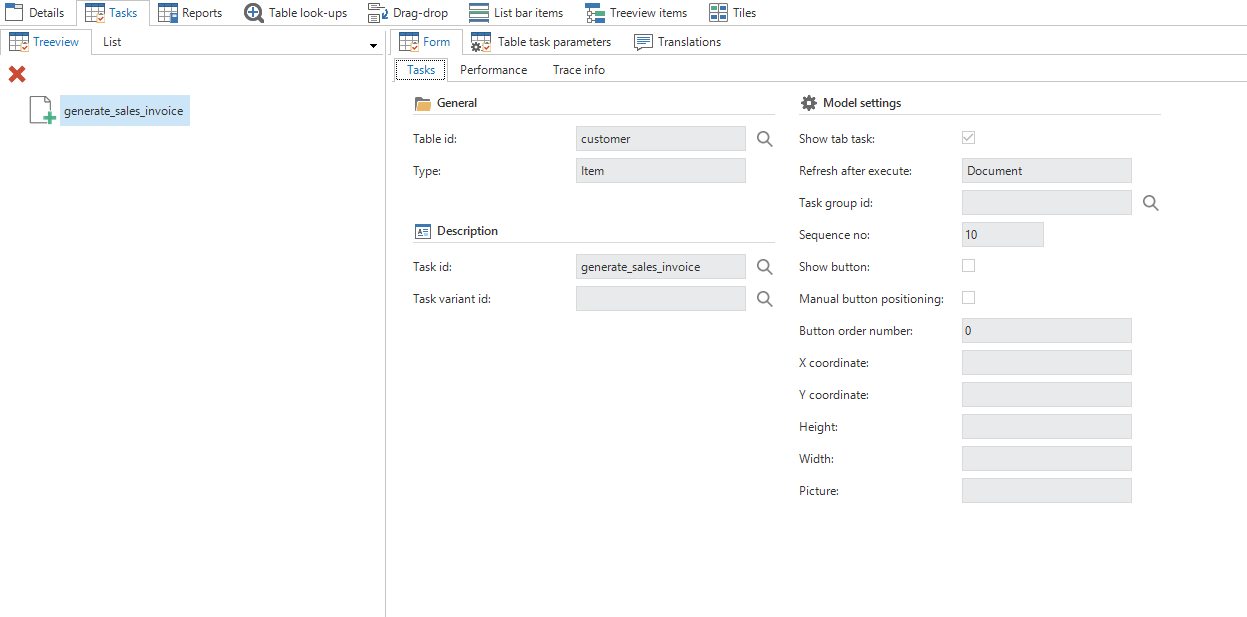 Details Tasks Reports Table look-ups Drag-drop List bar items Treeview items Tiles
Treeview List
Form Table task parameters Translations
Tasks Performance Trace info
generate_sales_invoice
General
Table id: customer
Type: Item
Description
Task id: generate_sales_invoice
Task variant id:
Model settings
Show tab task:
Refresh after execute: Document
Task group id:
Sequence no: 10
Show button:
Manual button positioning:
Button order number: 0
X coordinate:
Y coordinate:
Height:
Width:
Picture: